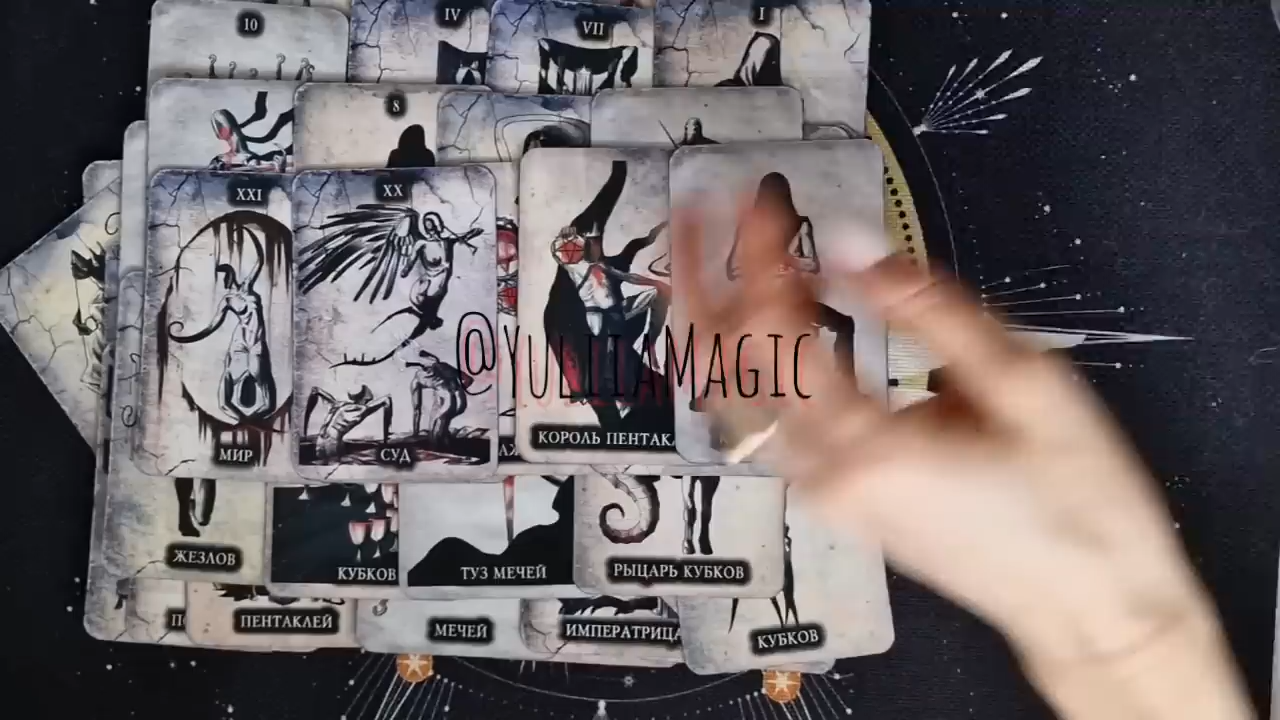 10
IV
VII
I
8
XXI
XX
@YuliiaMagic
КОРОЛЬ ПЕНТАК
МИР
СУД
ЖЕЗЛОВ
КУБКОВ
ТУЗ МЕЧЕЙ
РЫЦАРЬ КУБКОВ
ПЕНТАКЛЕЙ
МЕЧЕЙ
ИМПЕРАТРИЦА
КУБКОВ